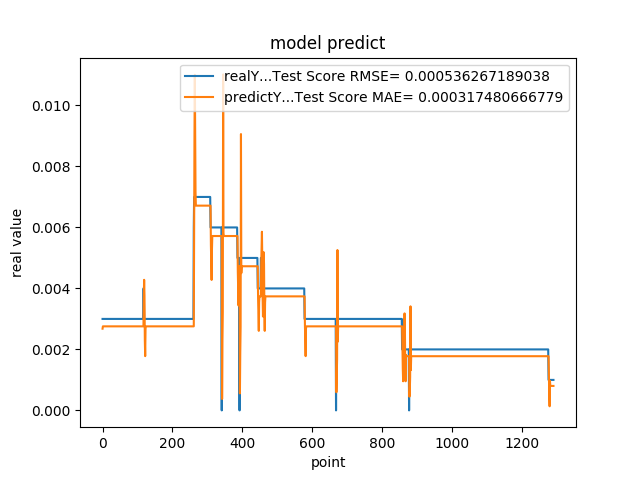 model predict
realY...Test Score RMSE= 0.000536267189038
predictY...Test Score MAE= 0.000317480666779
real value
0.010
0.008
0.006
0.004
0.002
0.000
0 200 400 600 800 1000 1200
point